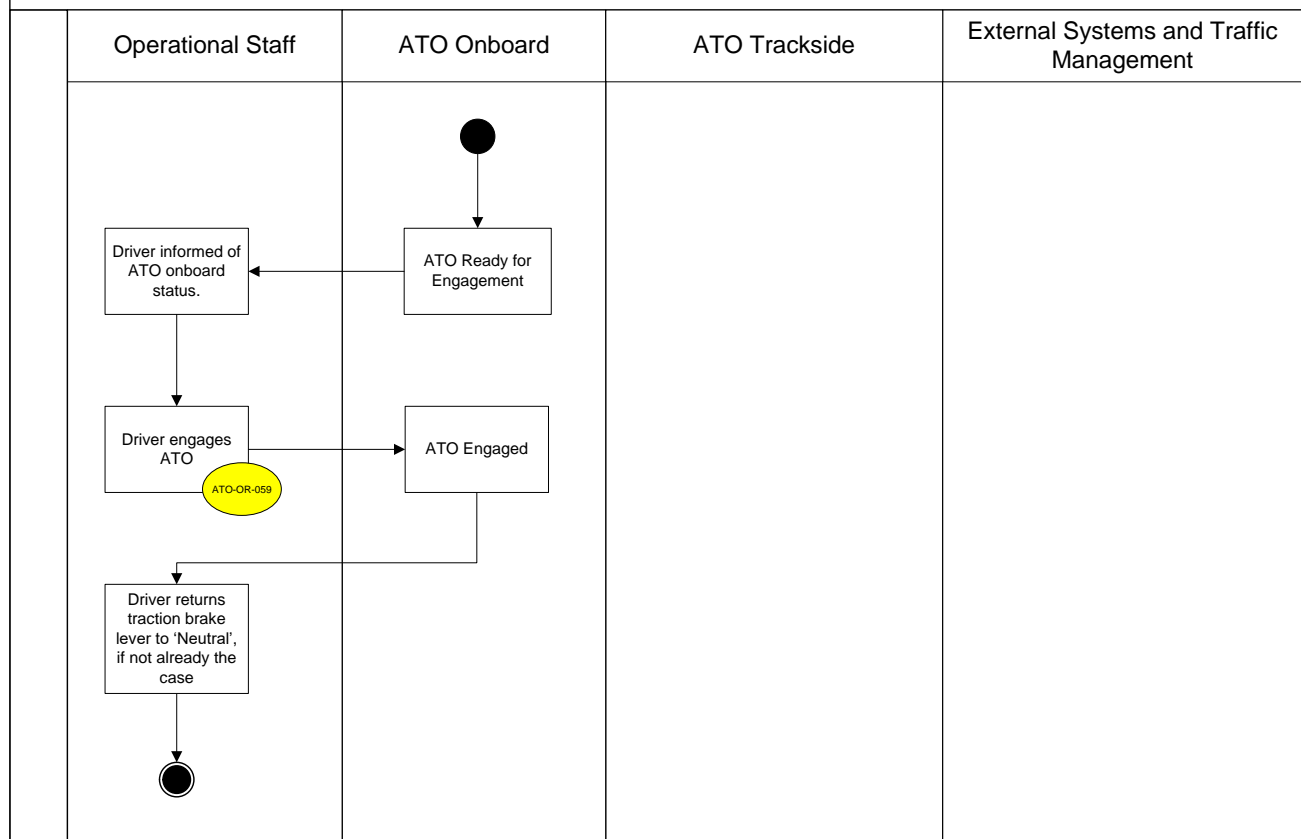 Operational Staff
ATO Onboard
ATO Trackside
External Systems and Traffic
Management
Driver informed of
ATO onboard
status.
ATO Ready for
Engagement
Driver engages
ATO
ATO-OR-059
ATO Engaged
Driver returns
traction brake
lever to ‘Neutral’,
if not already the
case